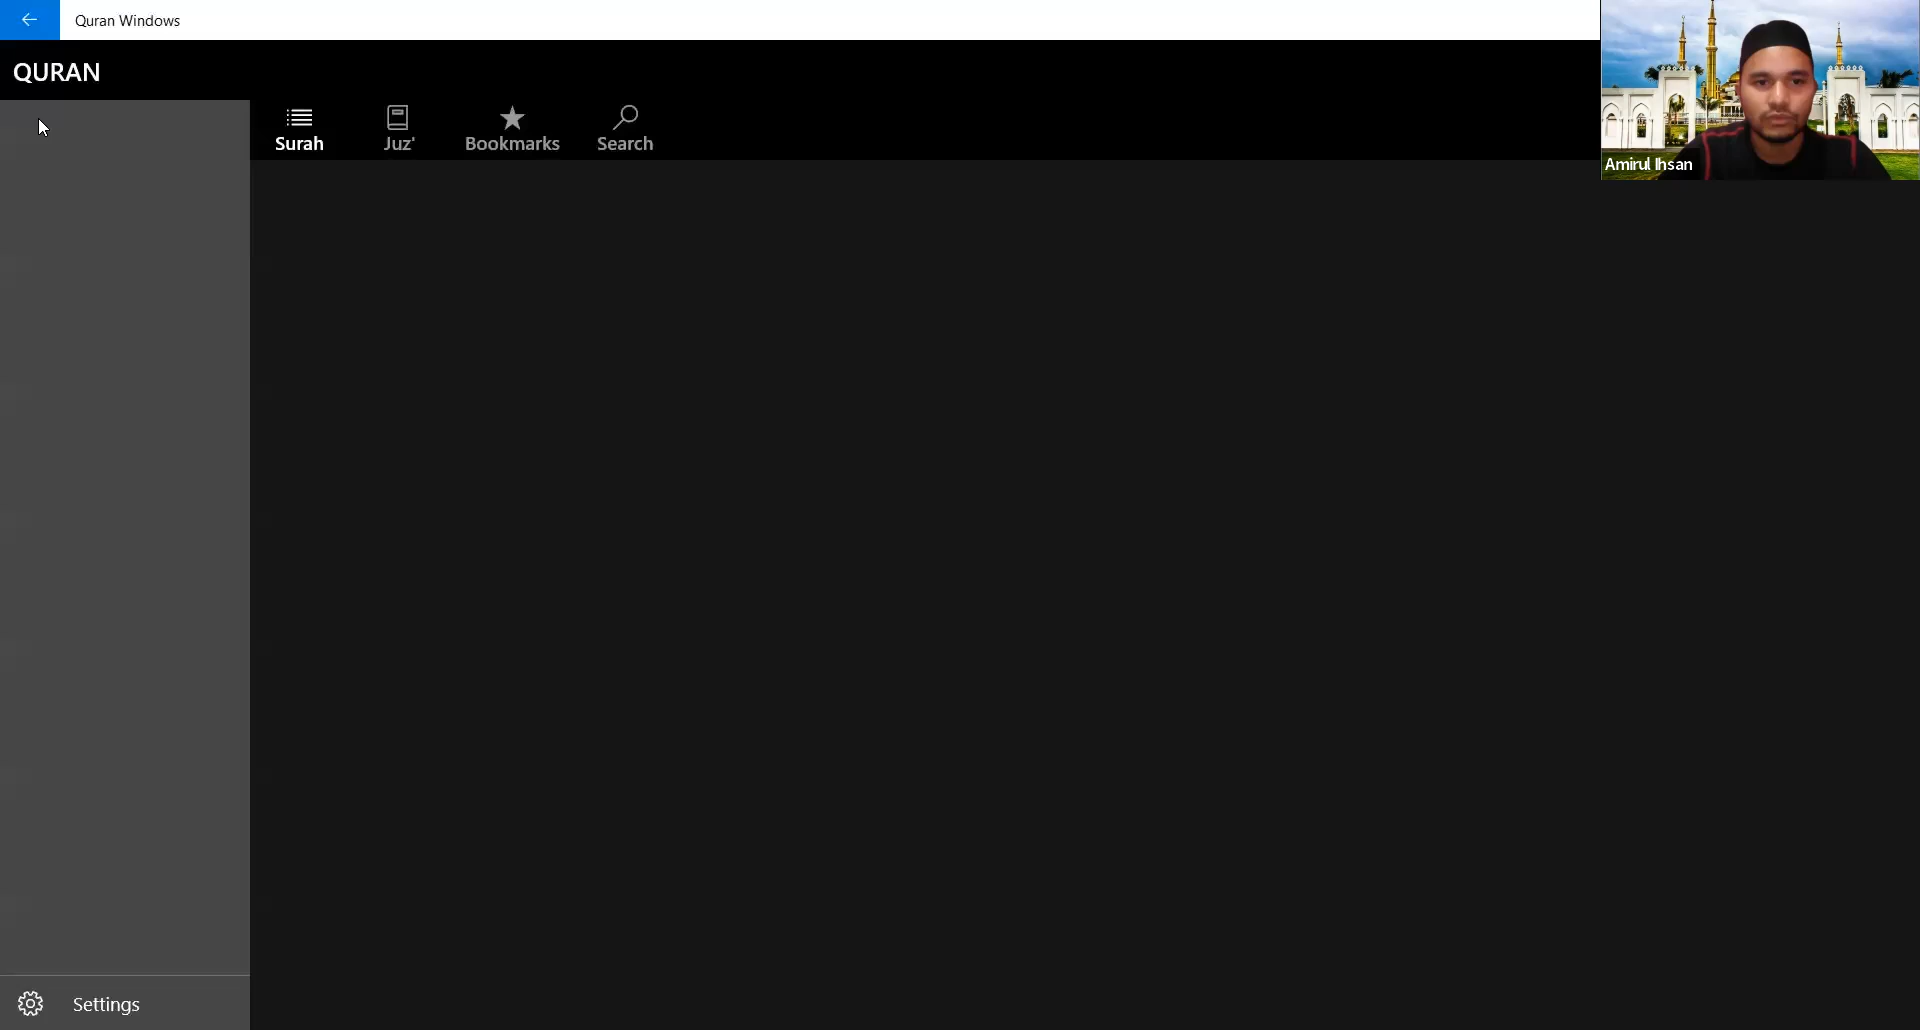 Quran Windows
QURAN
Surah
Juz'
Bookmarks
Search
Amirul Ihsan
Settings